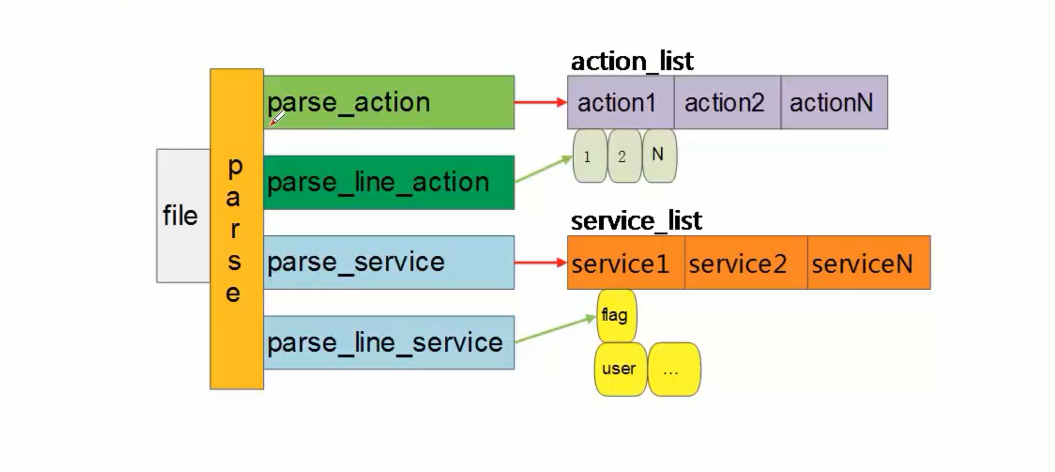 file
parse
parse_action
parse_line_action
parse_service
parse_line_service
action_list
action1 action2 actionN
1 2 N
service_list
service1 service2 serviceN
flag
user ...